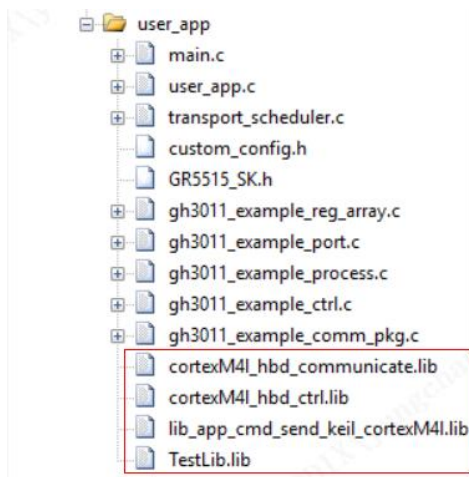 user_app
main.c
user_app.c
transport_scheduler.c
custom_config.h
GR5515_SK.h
gh3011_example_reg_array.c
gh3011_example_port.c
gh3011_example_process.c
gh3011_example_ctrl.c
gh3011_example_comm_pkg.c
cortexM4l_hbd_communicate.lib
cortexM4l_hbd_ctrl.lib
lib_app_cmd_send_keil_cortexM4l.lib
TestLib.lib